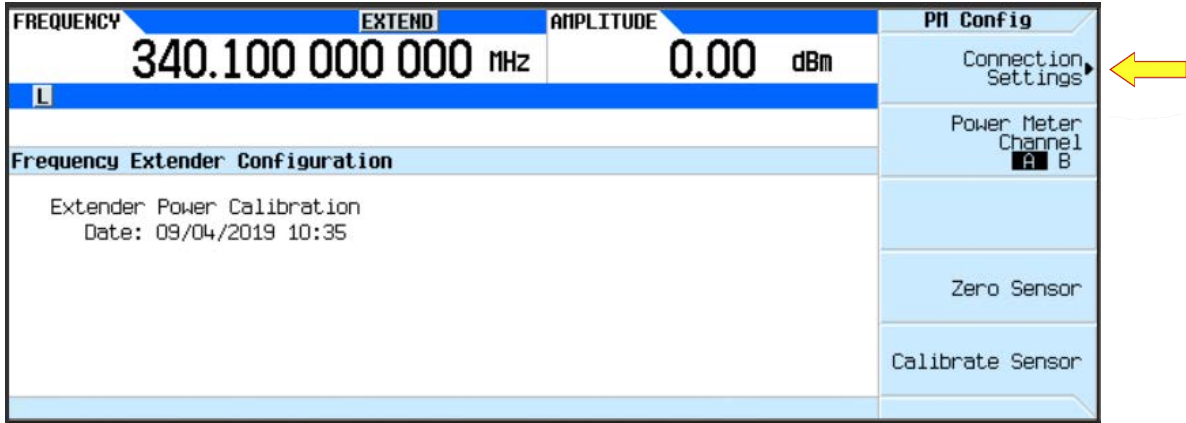 FREQUENCY EXTEND AMPLITUDE PM Config
340.100 000 000 MHz 0.00 dBm
Connection
Settings
L
Power Meter
Channel
A B
Frequency Extender Configuration
Extender Power Calibration
Date: 09/04/2019 10:35
Zero Sensor
Calibrate Sensor